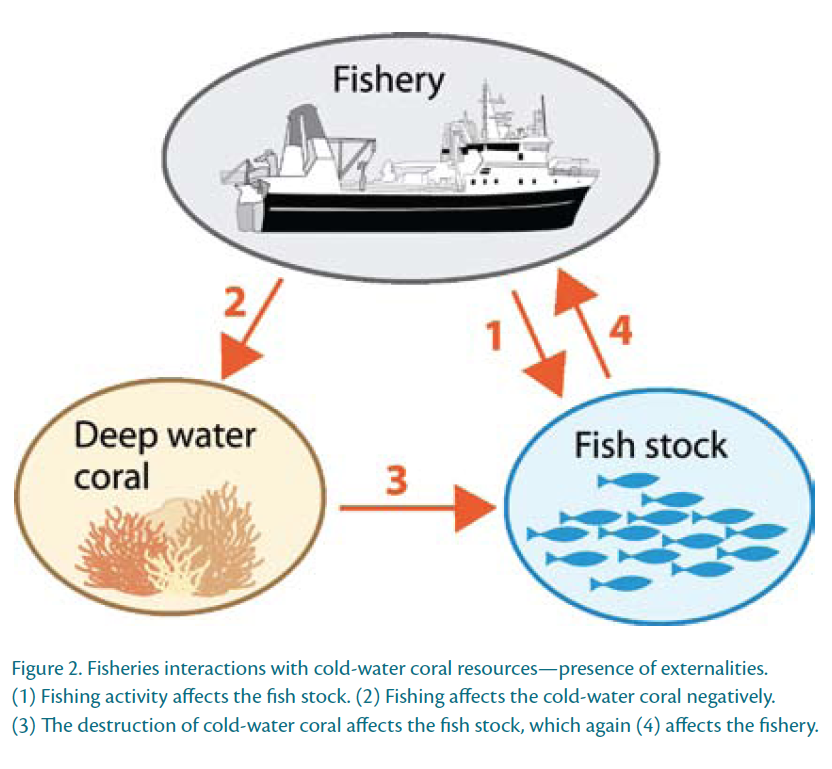 Fishery
2
1
4
Deep water
coral
3
Fish stock
Figure 2. Fisheries interactions with cold-water coral resources—presence of externalities.
(1) Fishing activity affects the fish stock. (2) Fishing affects the cold-water coral negatively.
(3) The destruction of cold-water coral affects the fish stock, which again (4) affects the fishery.